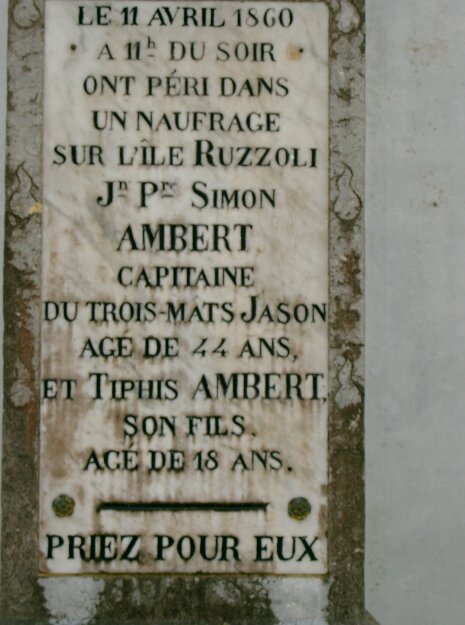 LE 11 AVRIL 1860
A 11h DU SOIR
ONT PÉRI DANS
UN NAUFRAGE
SUR L'ÎLE RUZZOLI
Jn Pre SIMON
AMBERT
CAPITAINE
DU TROIS-MATS JASON
AGÉ DE 44 ANS,
ET TIPHIS AMBERT,
SON FILS,
AGÉ DE 18 ANS.
PRIEZ POUR EUX